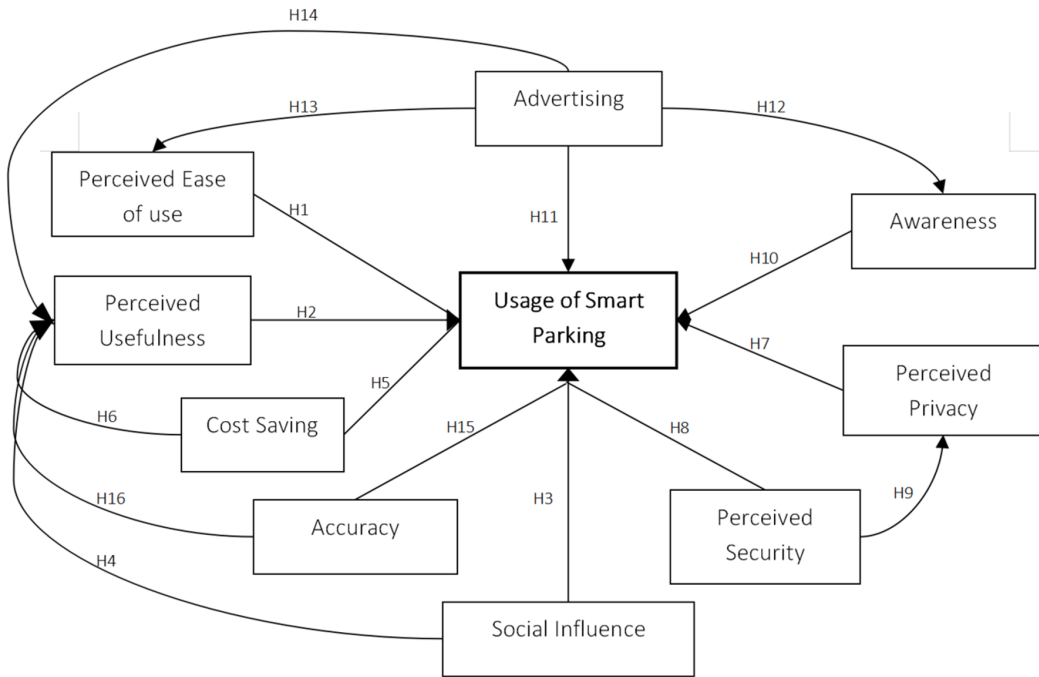 H14
Advertising
H13
H12
Perceived Ease
of use
H1
H11
Awareness
H10
Usage of Smart
Parking
Perceived
Usefulness
H2
H7
Perceived
Privacy
H5
H6
Cost Saving
H15
H8
H16
H3
H9
Accuracy
Perceived
Security
H4
Social Influence